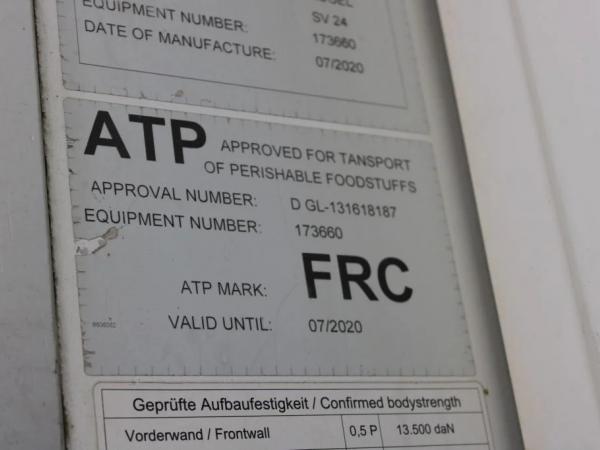 EQUIPMENT NUMBER: SV 24
DATE OF MANUFACTURE: 173660
07/2020
ATP APPROVED FOR TANSPORT
OF PERISHABLE FOODSTUFFS
APPROVAL NUMBER: D GL-131618187
EQUIPMENT NUMBER: 173660
ATP MARK: FRC
VALID UNTIL: 07/2020
Geprüfte Aufbaufestigkeit / Confirmed bodystrength
Vorderwand / Frontwall 0,5 P 13.500 daN